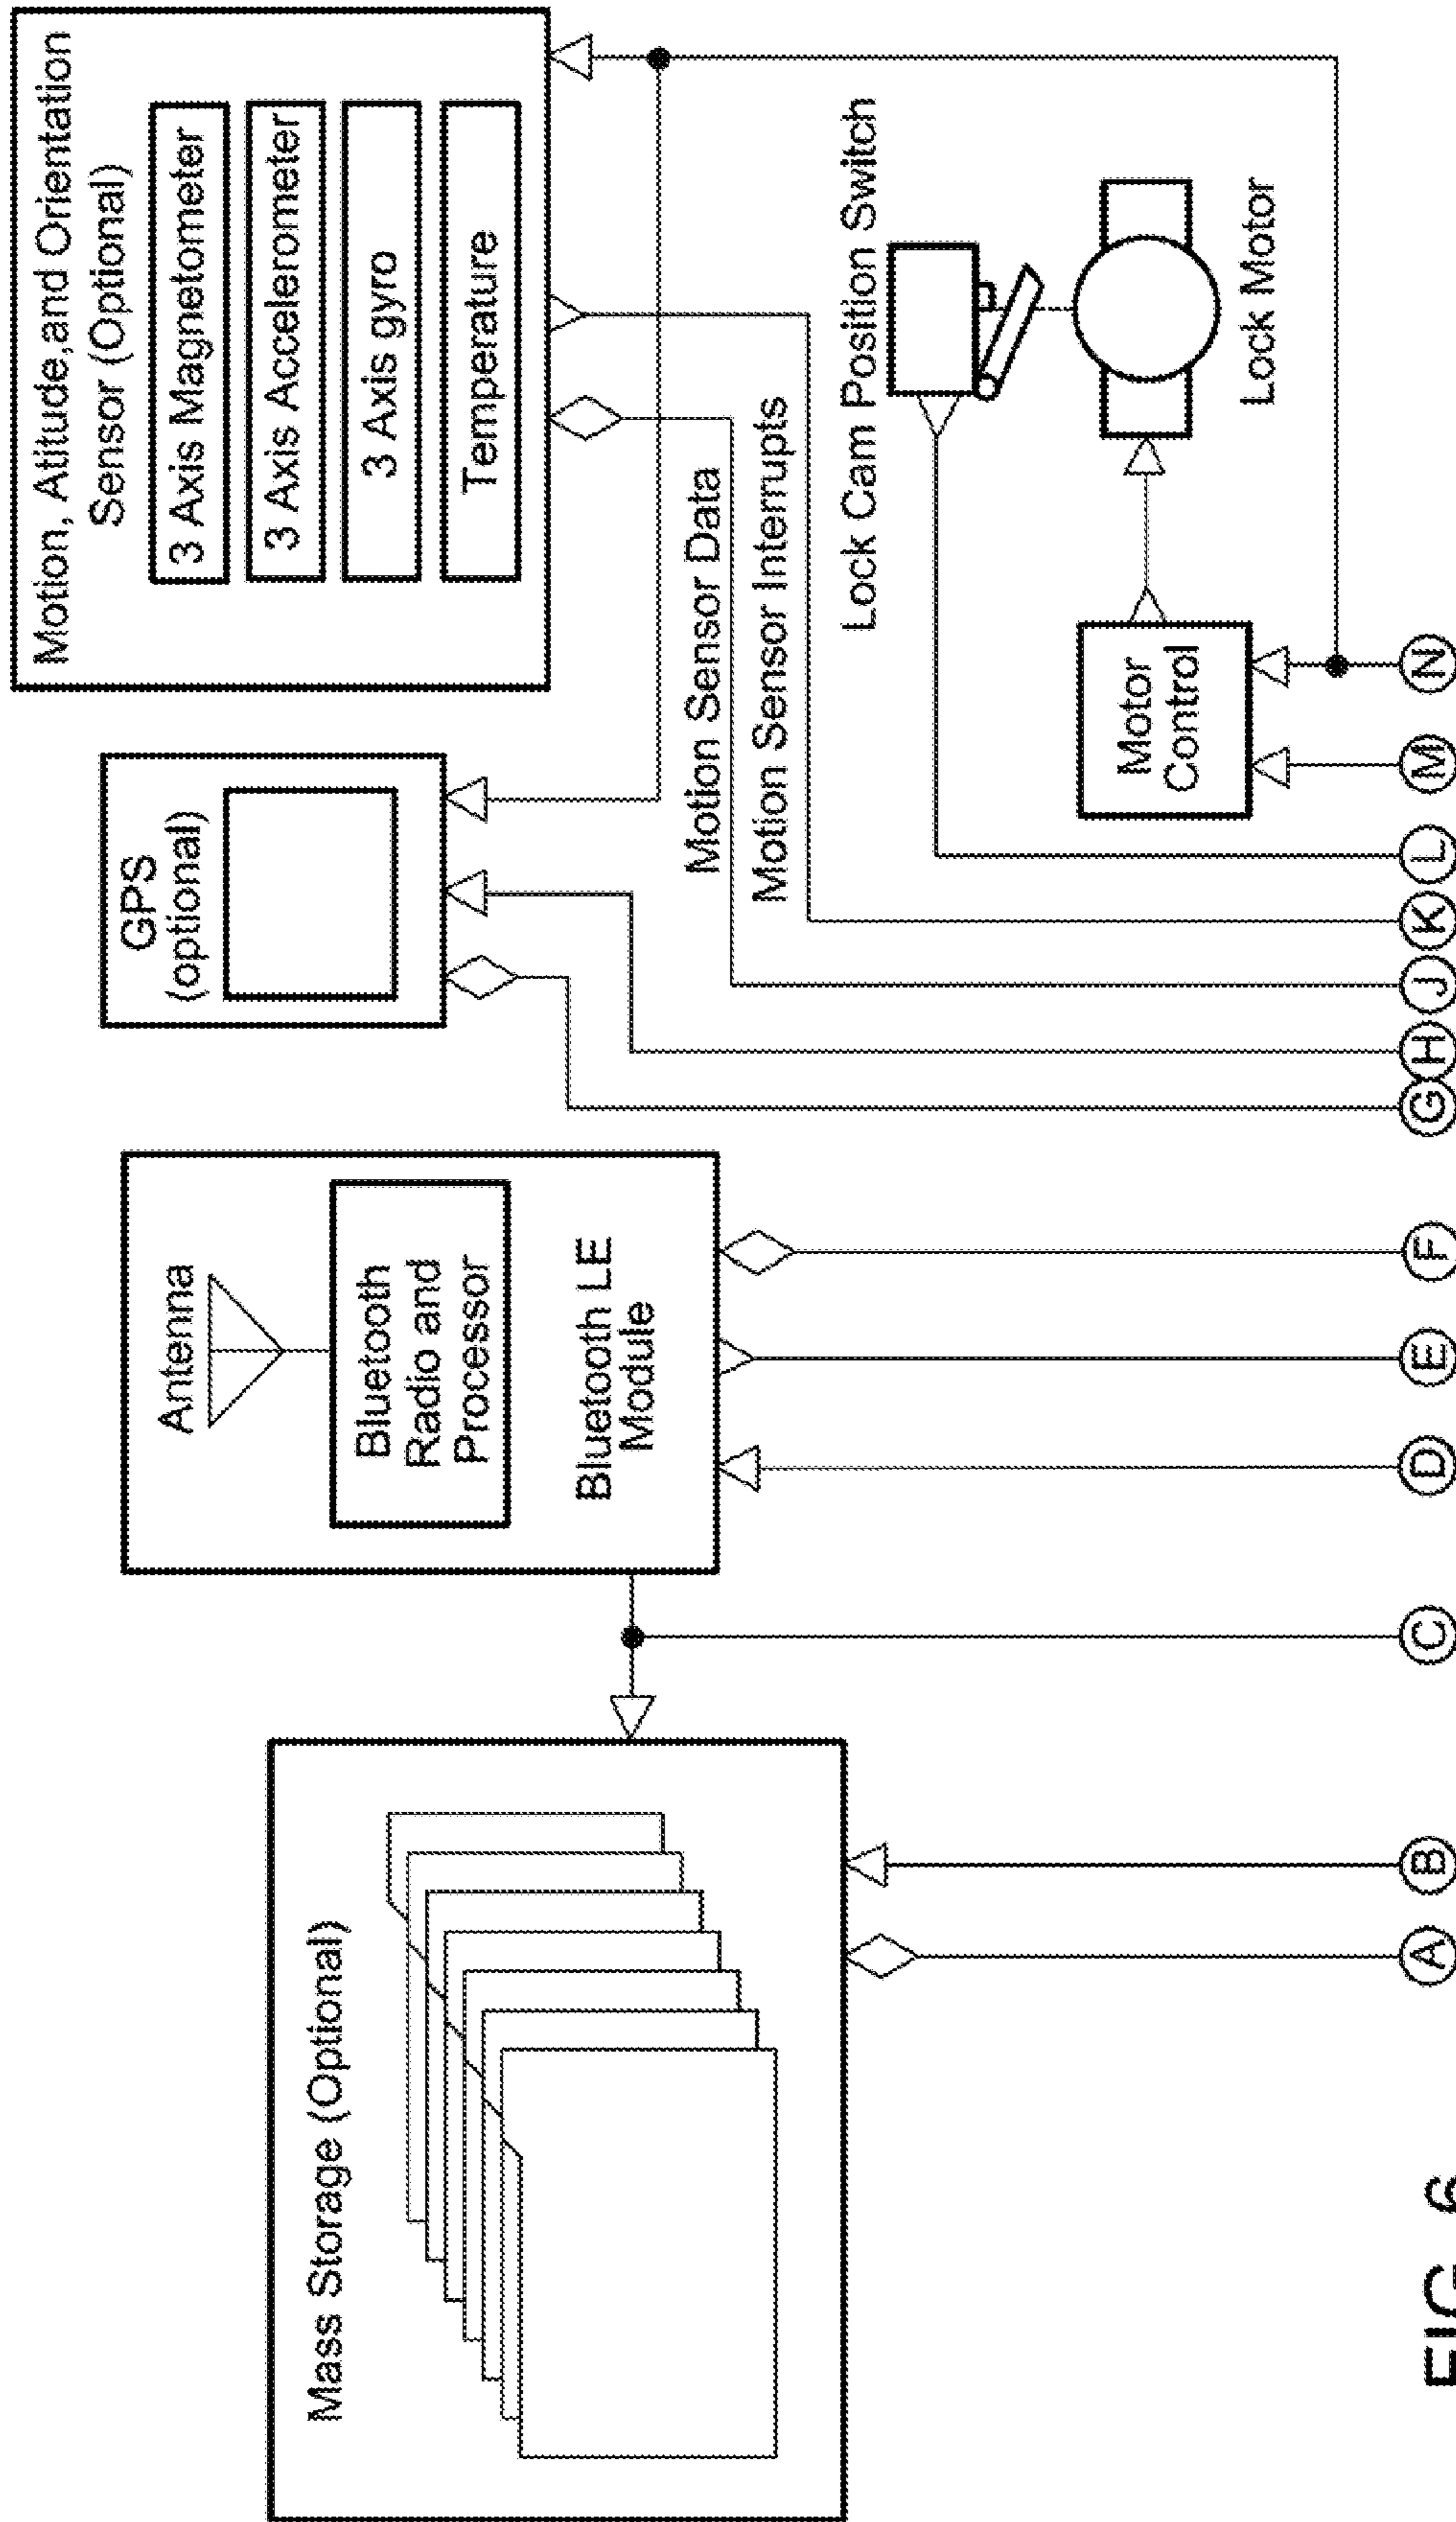 Mass Storage (Optional)
Antenna
Bluetooth
Radio and
Processor
Bluetooth LE
Module
GPS
(optional)
Motion, Atitude,and Orientation
Sensor (Optional)
3 Axis Magnetometer
3 Axis Accelerometer
3 Axis gyro
Temperature
Motion Sensor Data
Motion Sensor Interrupts
Lock Cam Position Switch
Motor
Control
Lock Motor
A
B
C
D
E
F
G
H
J
K
L
M
N
FIG. 6